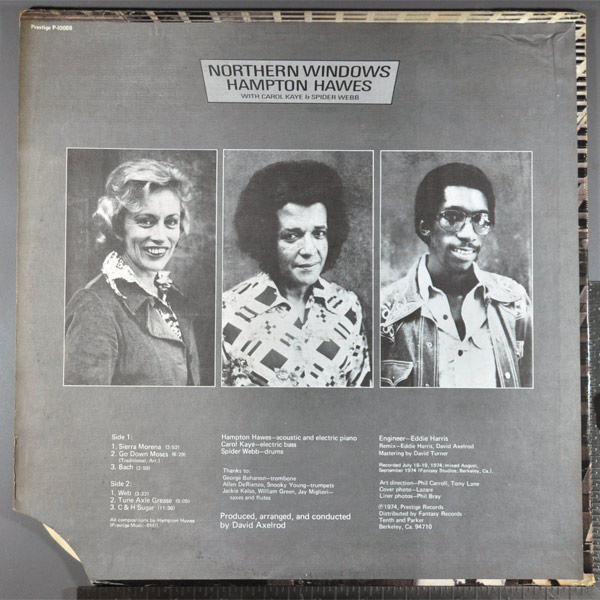 Prestige P-10088
NORTHERN WINDOWS
HAMPTON HAWES
WITH CAROL KAYE & SPIDER WEBB
Side 1:
1. Sierra Morena
2. Go Down Moses
(Traditional, Arr.)
3. Bach
Side 2:
1. Web
2. Tune Axle Grease
3. C & H Sugar
All compositions by Hampton Hawes
(Prestige Music-BMI)
Hampton Hawes—acoustic and electric piano
Carol Kaye—electric bass
Spider Webb—drums
Thanks to:
George Bohanon—trombone
Allen DeRienzo, Snooky Young—trumpets
Jackie Kelso, William Green, Jay Migliori—
saxes and flutes
Produced, arranged, and conducted
by David Axelrod
Engineer—Eddie Harris
Remix—Eddie Harris, David Axelrod
Mastering by David Turner
Recorded July 18-19, 1974; mixed August,
September 1974 (Fantasy Studios, Berkeley, Ca.)
Art direction—Phil Carroll, Tony Lane
Cover photo—Lazare
Liner photos—Phil Bray
℗1974, Prestige Records
Distributed by Fantasy Records
Tenth and Parker
Berkeley, Ca. 94710